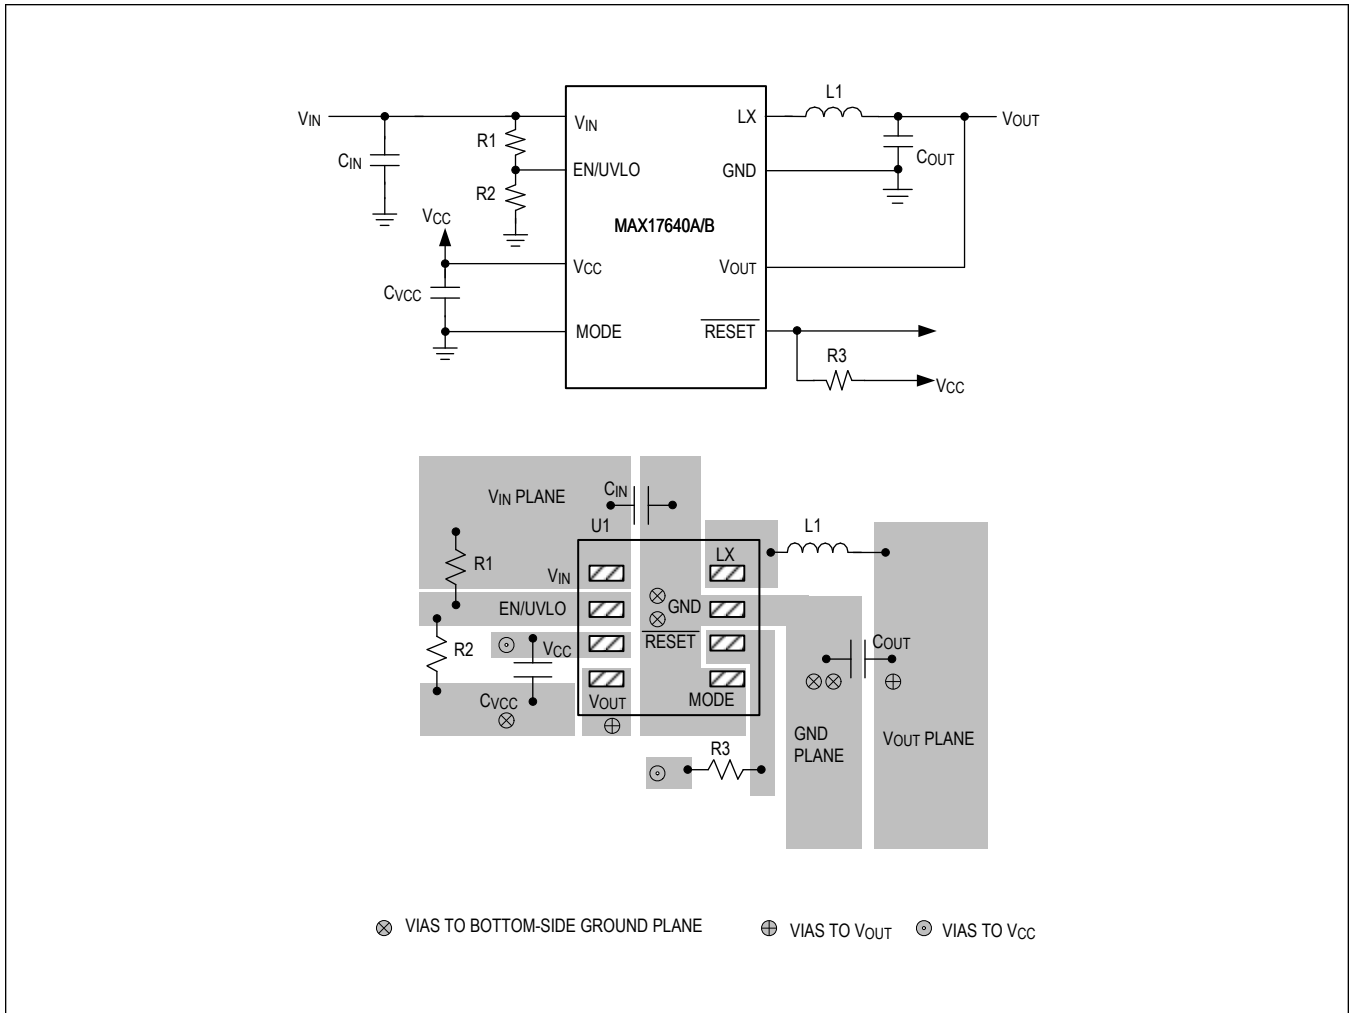 VIN
CIN
R1
R2
VCC
CVCC
VIN
EN/UVLO
VCC
MODE
MAX17640A/B
LX
GND
VOUT
RESET
L1
COUT
VOUT
R3
VCC
VIN PLANE
CIN
U1
R1
VIN
EN/UVLO
R2
VCC
CVCC
VOUT
LX
GND
RESET
MODE
L1
COUT
R3
GND
PLANE
VOUT PLANE
VIAS TO BOTTOM-SIDE GROUND PLANE
VIAS TO VOUT
VIAS TO VCC